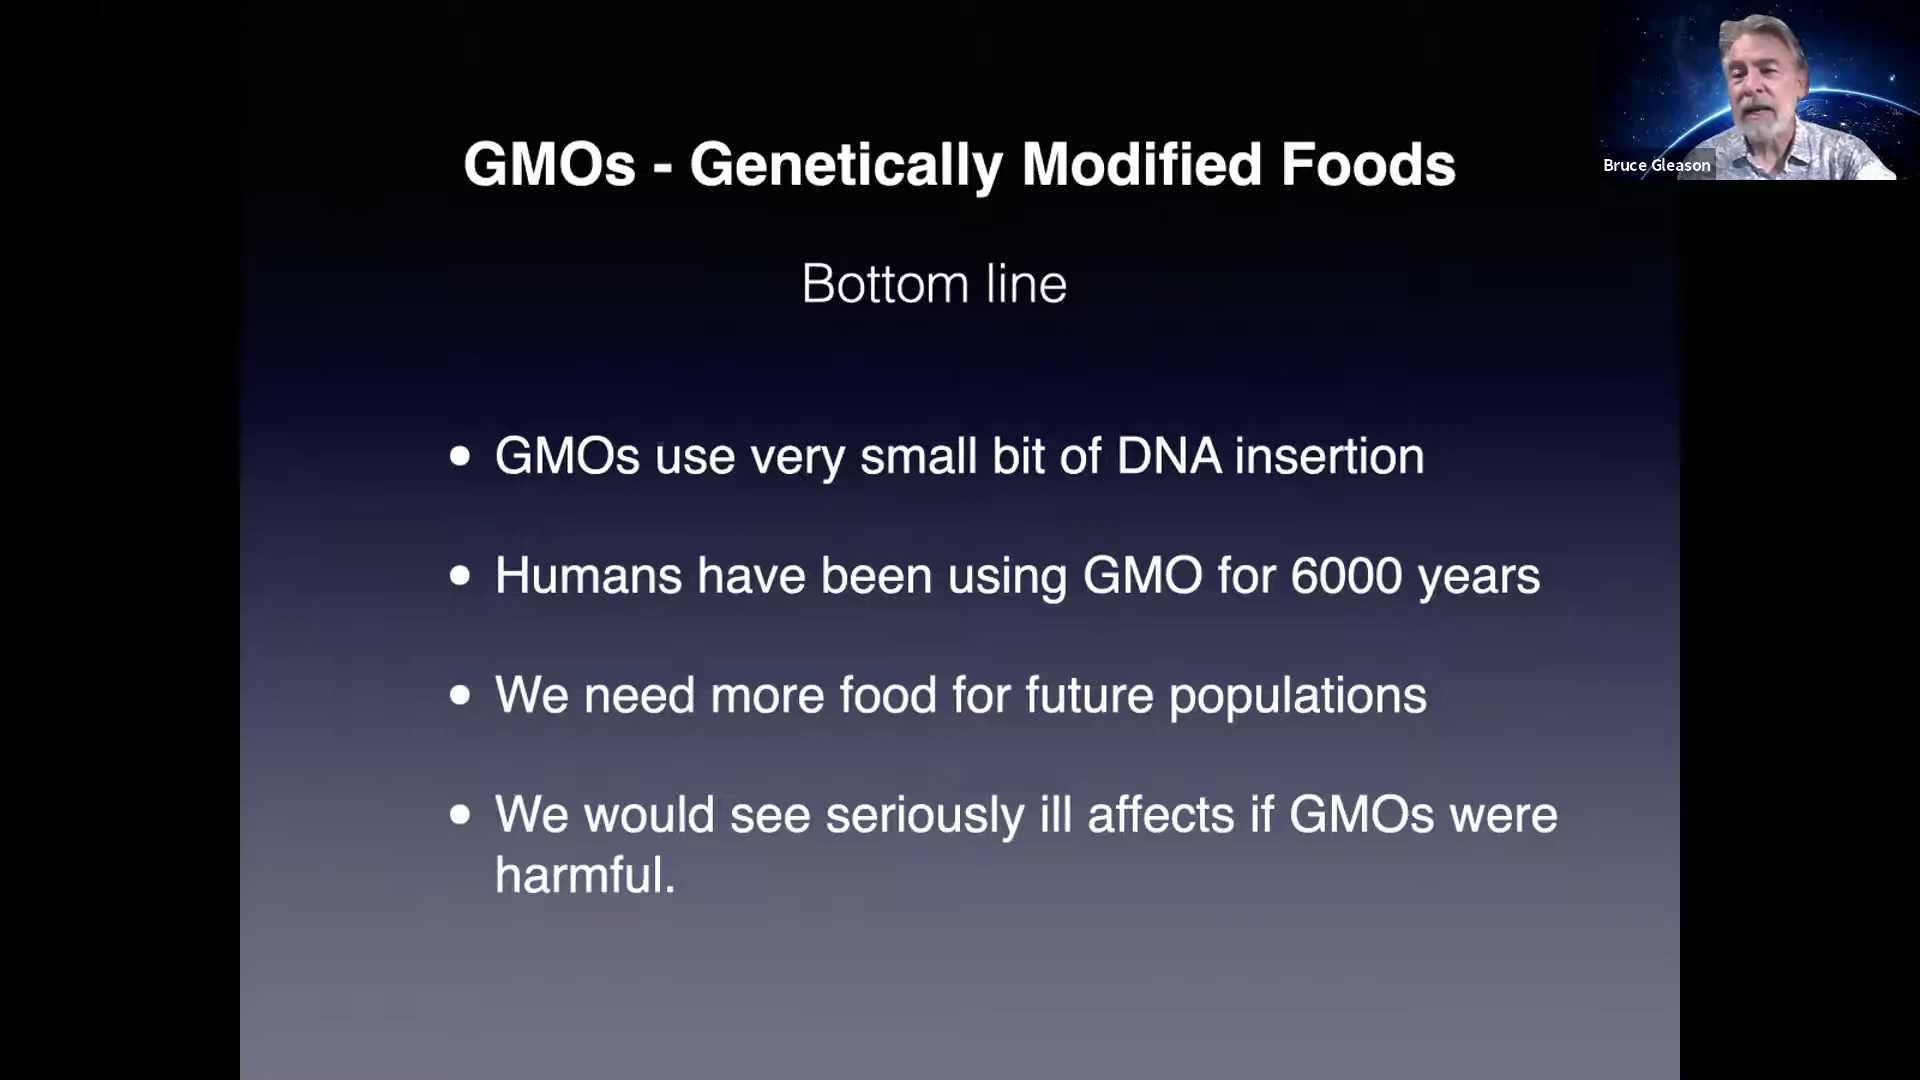 GMOs - Genetically Modified Foods
Bruce Gleason
Bottom line
• GMOs use very small bit of DNA insertion
• Humans have been using GMO for 6000 years
• We need more food for future populations
• We would see seriously ill affects if GMOs were
harmful.